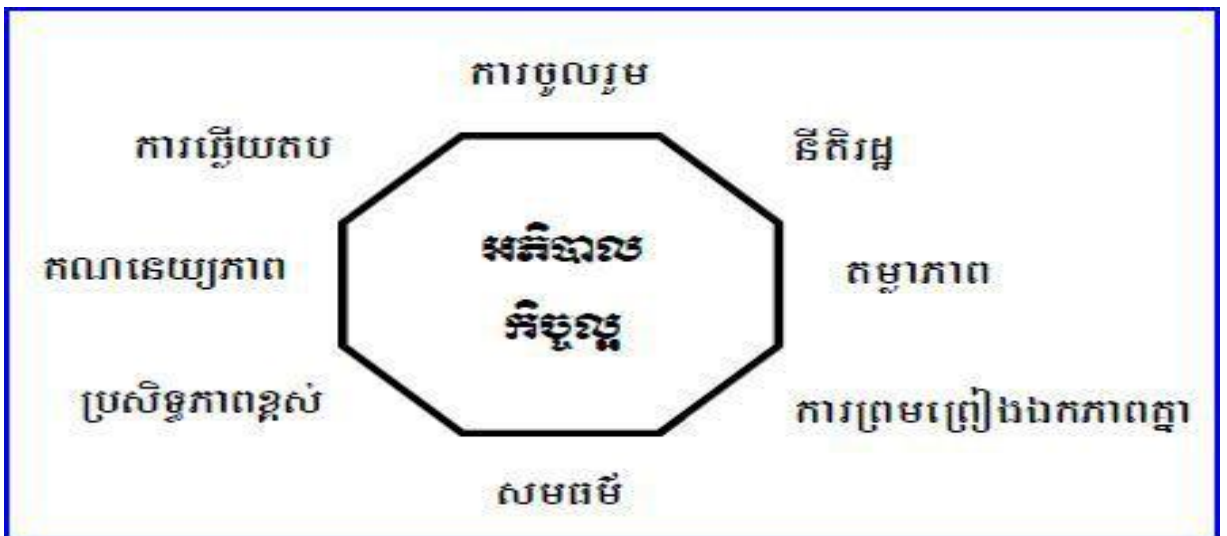 ការចូលរួម
ការឆ្លើយតប
នីតិរដ្ឋ
អភិបាល
គណនេយ្យភាព
តម្លាភាព
កិច្ចល្អ
ប្រសិទ្ធភាពខ្ពស់
ការព្រមព្រៀងឯកភាពគ្នា
សមធម៌